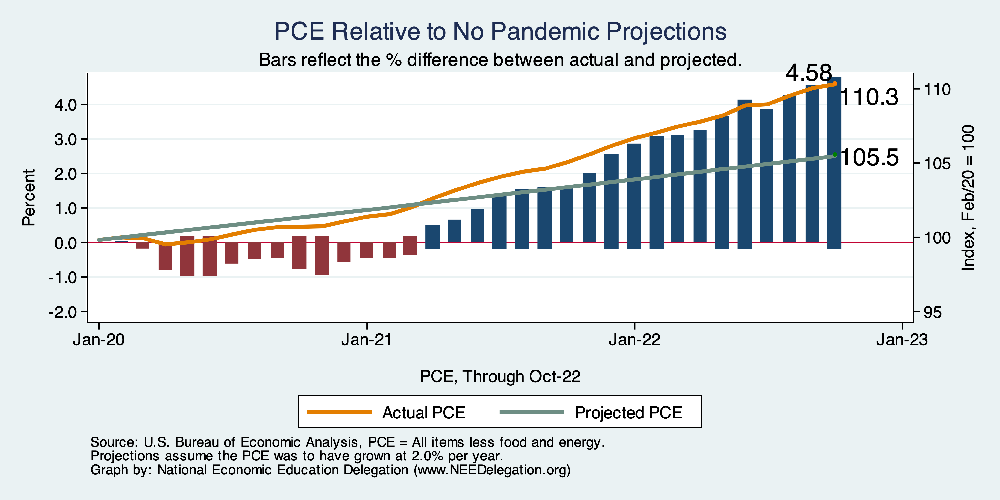 PCE Relative to No Pandemic Projections
Bars reflect the % difference between actual and projected.
4.58
110.3
105.5
Percent
4.0
3.0
2.0
1.0
0.0
-1.0
-2.0
110
105
100
95
Index, Feb/20 = 100
Jan-20
Jan-21
Jan-22
Jan-23
PCE, Through Oct-22
Actual PCE
Projected PCE
Source: U.S. Bureau of Economic Analysis, PCE = All items less food and energy.
Projections assume the PCE was to have grown at 2.0% per year.
Graph by: National Economic Education Delegation (www.NEEDelegation.org)